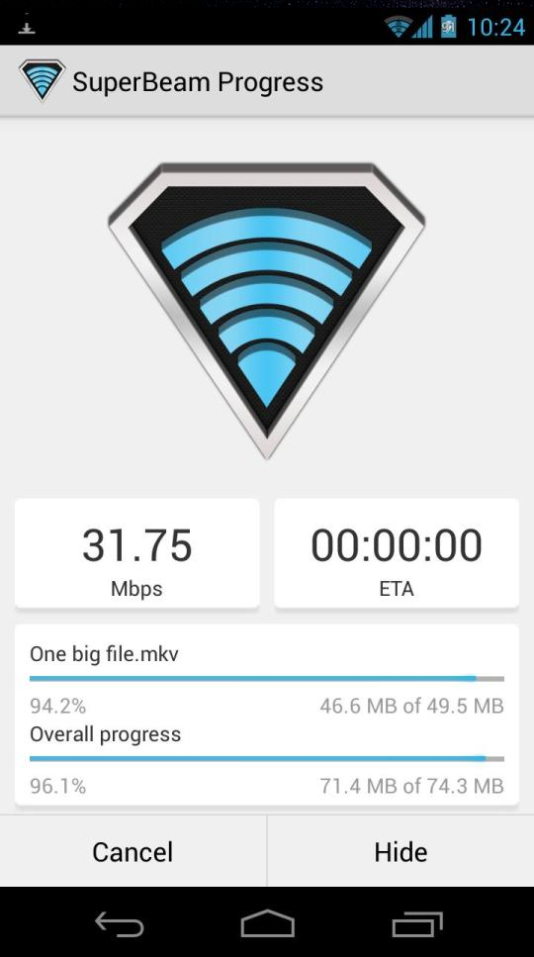 10:24
SuperBeam Progress
31.75
Mbps
00:00:00
ETA
One big file.mkv
94.2% 46.6 MB of 49.5 MB
Overall progress
96.1% 71.4 MB of 74.3 MB
Cancel Hide